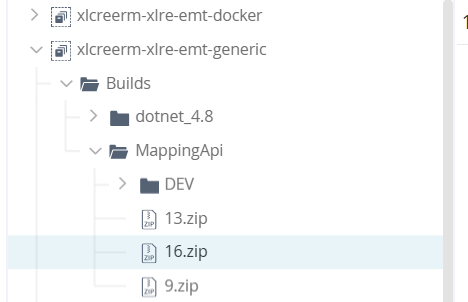 xlcreerm-xlre-emt-docker
xlcreerm-xlre-emt-generic
Builds
dotnet_4.8
MappingApi
DEV
13.zip
16.zip
9.zip